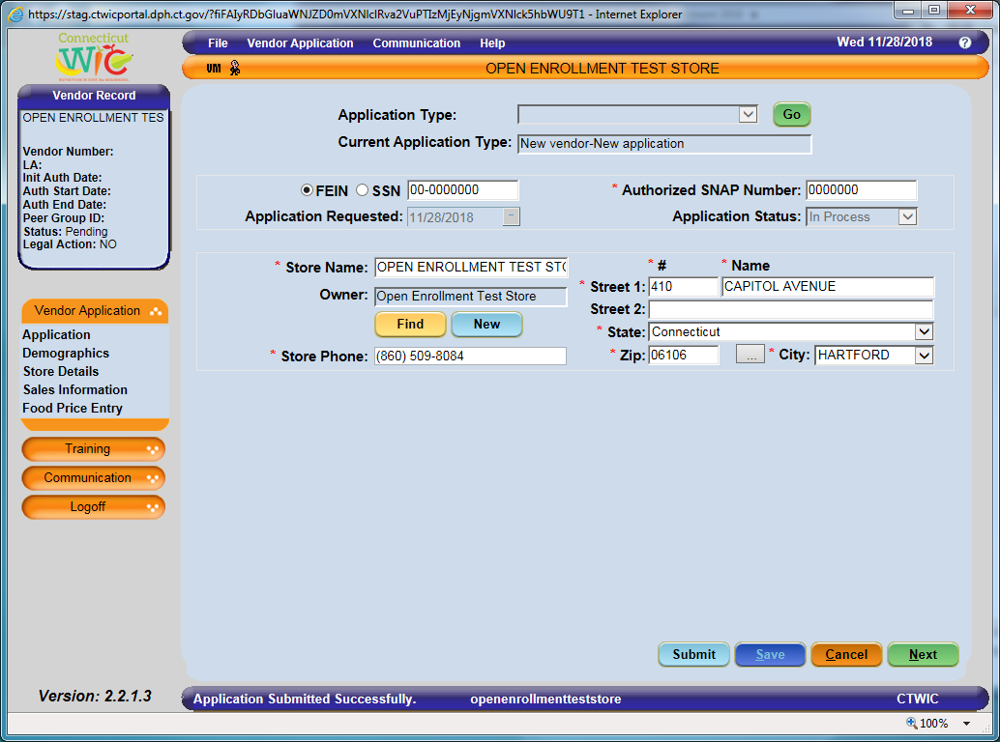 https://stag.ctwicportal.dph.ct.gov/?fiFAIyRDbGluaWNJZD0mVXNlclRva2VuPTIzMjEyNjgmVXNlck5hbWU9T1 - Internet Explorer
Connecticut
WIC
File Vendor Application Communication Help Wed 11/28/2018 ?
OPEN ENROLLMENT TEST STORE
Vendor Record
OPEN ENROLLMENT TES
Vendor Number:
LA:
Init Auth Date:
Auth Start Date:
Auth End Date:
Peer Group ID:
Status: Pending
Legal Action: NO
Vendor Application
Application
Demographics
Store Details
Sales Information
Food Price Entry
Training
Communication
Logoff
Version: 2.2.1.3
Application Type: Go
Current Application Type: New vendor-New application
FEIN SSN 00-0000000 * Authorized SNAP Number: 0000000
Application Requested: 11/28/2018 Application Status: In Process
* Store Name: OPEN ENROLLMENT TEST STO
Owner: Open Enrollment Test Store
Find New
* Store Phone: (860) 509-8084
* # * Name
* Street 1: 410 CAPITOL AVENUE
Street 2:
* State: Connecticut
* Zip: 06106 ... * City: HARTFORD
Submit Save Cancel Next
Application Submitted Successfully. openenrollmentteststore CTWIC
100%